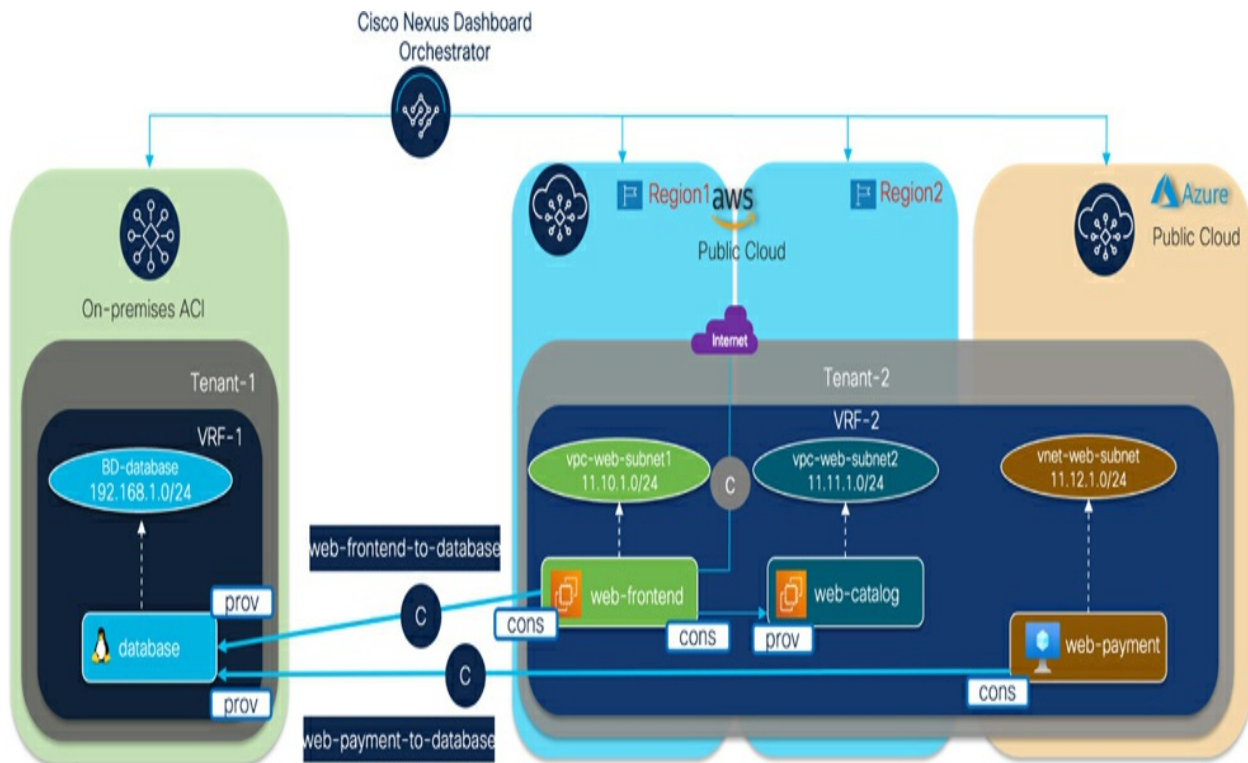 Cisco Nexus Dashboard
Orchestrator
Region1
aws
Region2
Azure
Public Cloud
Public Cloud
On-premises ACI
Internet
Tenant-1
Tenant-2
VRF-1
VRF-2
BD-database
192.168.1.0/24
vpc-web-subnet1
11.10.1.0/24
vpc-web-subnet2
11.11.1.0/24
vnet-web-subnet
11.12.1.0/24
C
web-frontend-to-database
prov
C
cons
web-frontend
cons
prov
web-catalog
database
web-payment
prov
C
cons
web-payment-to-database